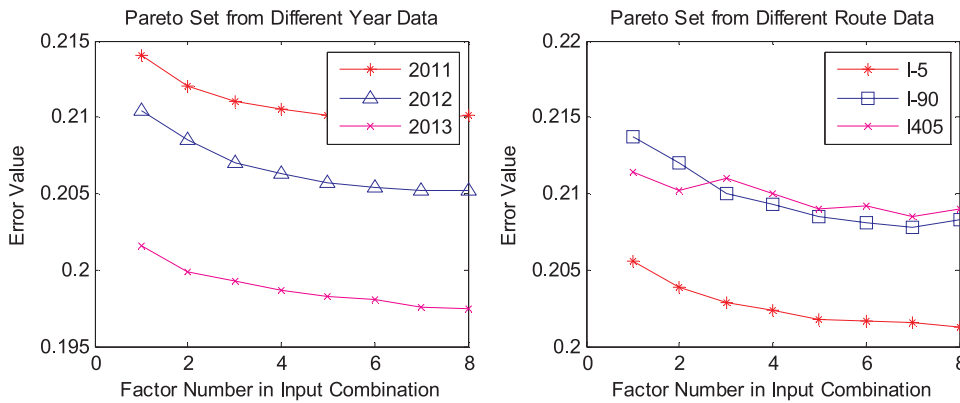 Pareto Set from Different Year Data
0.215
0.21
0.205
0.2
0.195
0 2 4 6 8
Error Value
Factor Number in Input Combination
2011
2012
2013
Pareto Set from Different Route Data
0.22
0.215
0.21
0.205
0.2
0 2 4 6 8
Error Value
Factor Number in Input Combination
I-5
I-90
I405